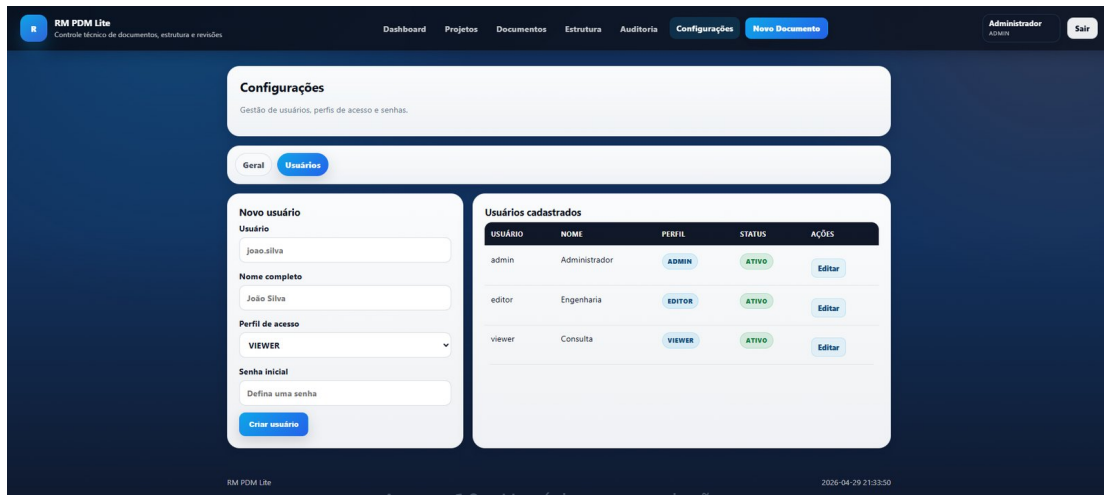 R
RM PDM Lite
Controle técnico de documentos, estrutura e revisões
Dashboard Projetos Documentos Estrutura Auditoria Configurações Novo Documento
Administrador
ADMIN
Sair
Configurações
Gestão de usuários, perfis de acesso e senhas.
Geral Usuários
Novo usuário
Usuário
joao.silva
Nome completo
João Silva
Perfil de acesso
VIEWER
Senha inicial
Defina uma senha
Criar usuário
Usuários cadastrados
USUÁRIO NOME PERFIL STATUS AÇÕES
admin Administrador ADMIN ATIVO Editar
editor Engenharia EDITOR ATIVO Editar
viewer Consulta VIEWER ATIVO Editar
RM PDM Lite
2026-04-29 21:33:50